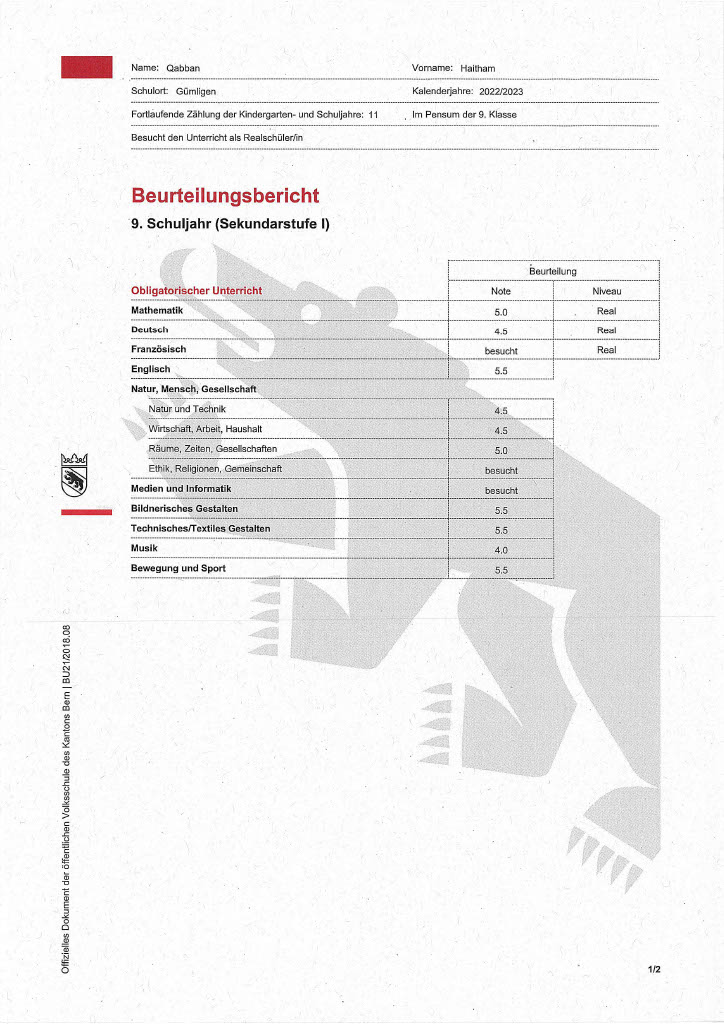 Name: Qabban Vorname: Haitham
Schulort: Gümligen Kalenderjahre: 2022/2023
Fortlaufende Zählung der Kindergarten- und Schuljahre: 11 Im Pensum der 9. Klasse
Besucht den Unterricht als Realschüler/in
Beurteilungsbericht
9. Schuljahr (Sekundarstufe I)
Beurteilung
Obligatorischer Unterricht Note Niveau
Mathematik 5.0 Real
Deutsch 4.5 Real
Französisch besucht Real
Englisch 5.5
Natur, Mensch, Gesellschaft
Natur und Technik 4.5
Wirtschaft, Arbeit, Haushalt 4.5
Räume, Zeiten, Gesellschaften 5.0
Ethik, Religionen, Gemeinschaft besucht
Medien und Informatik besucht
Bildnerisches Gestalten 5.5
Technisches/Textiles Gestalten 5.5
Musik 4.0
Bewegung und Sport 5.5
Offizielles Dokument der öffentlichen Volksschule des Kantons Bern | BU21/2018.08
1/2